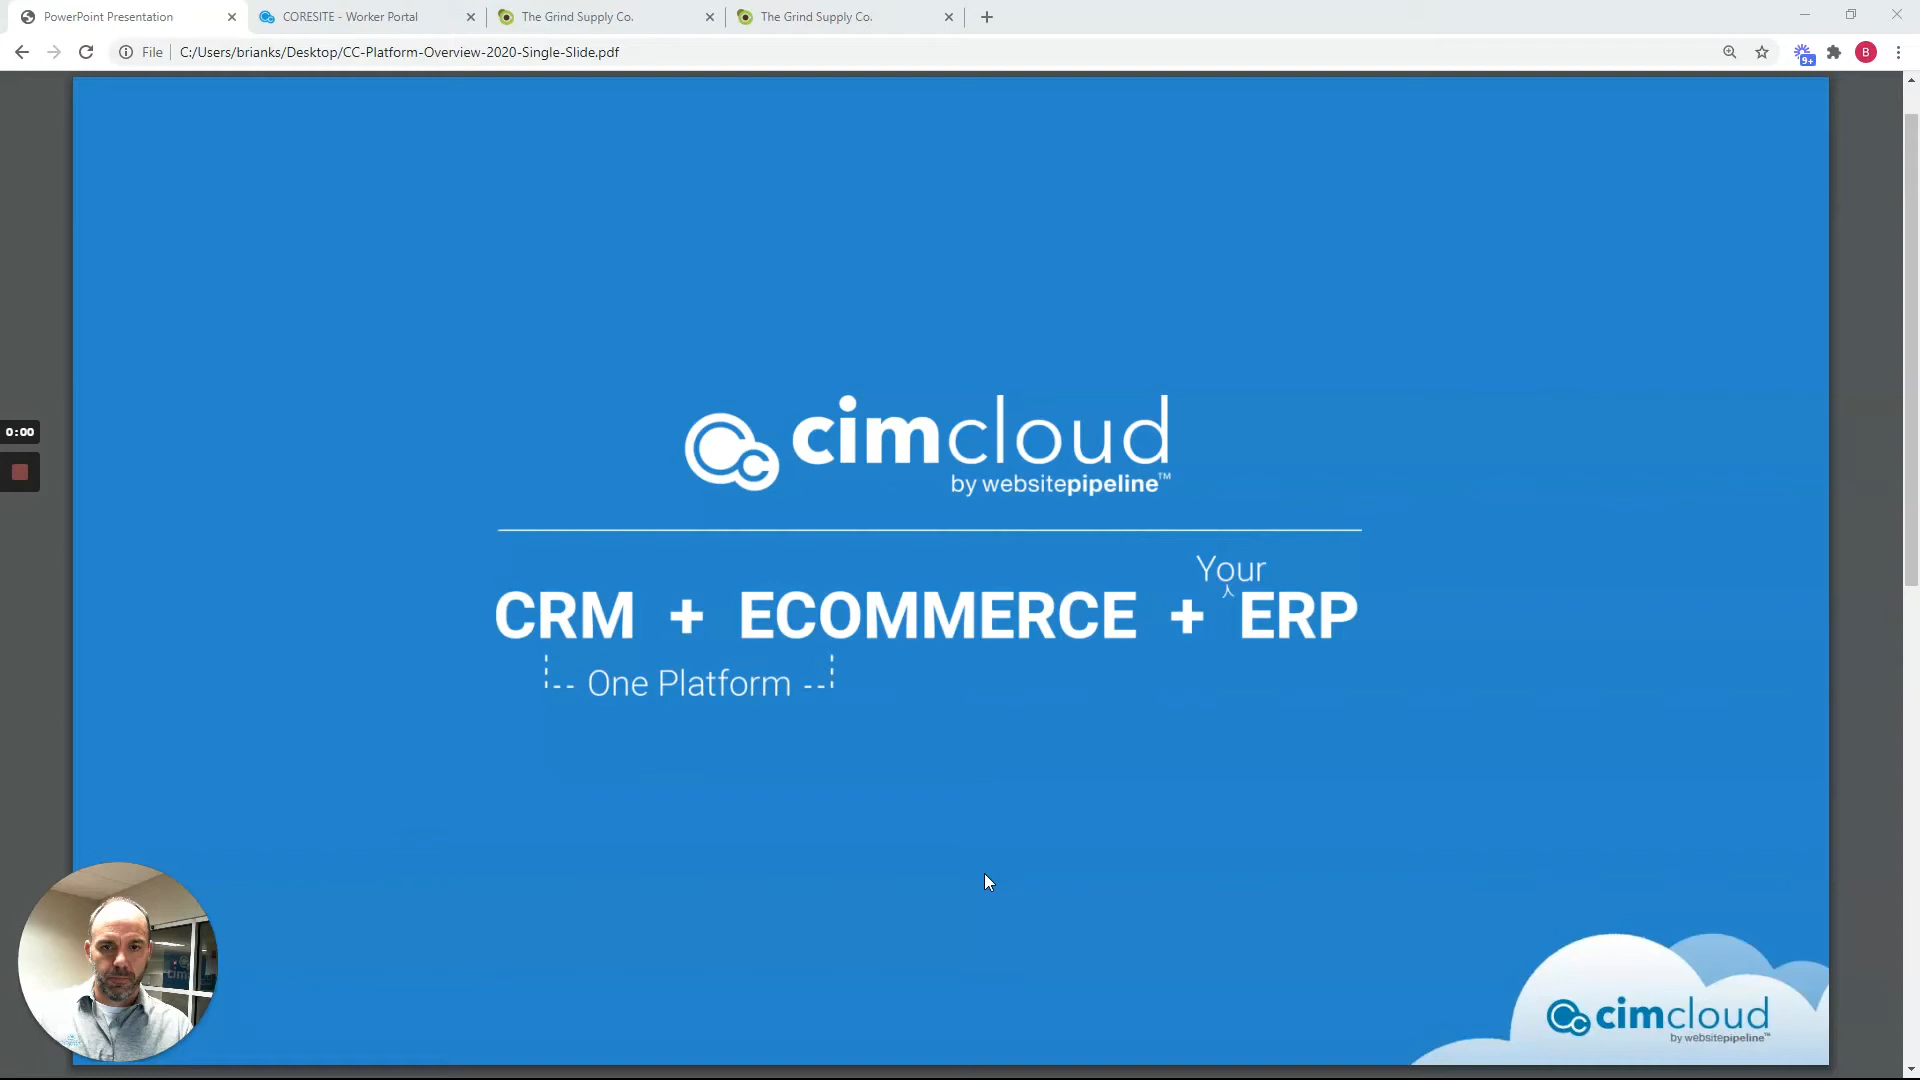 PowerPoint Presentation
CORESITE - Worker Portal
The Grind Supply Co.
The Grind Supply Co.
File
C:/Users/brianks/Desktop/CC-Platform-Overview-2020-Single-Slide.pdf
9+
B
cimcloud
by websitepipeline™
Your
CRM + ECOMMERCE + ERP
-- One Platform --
0:00
cimcloud
by websitepipeline™